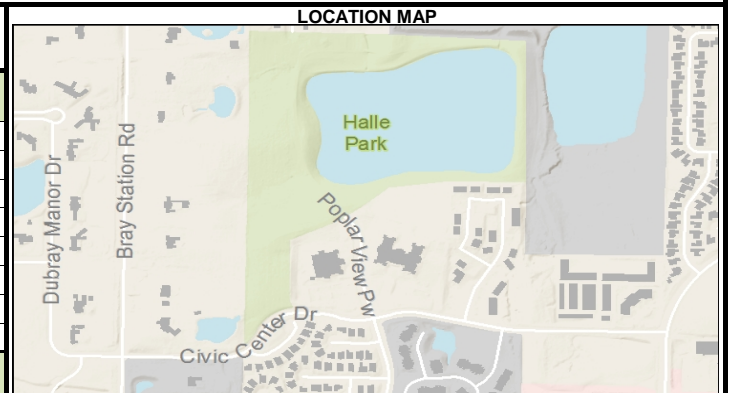 LOCATION MAP
Halle
Park
Dubray Manor Dr
Bray Station Rd
Poplar View Pw
Civic Center Dr